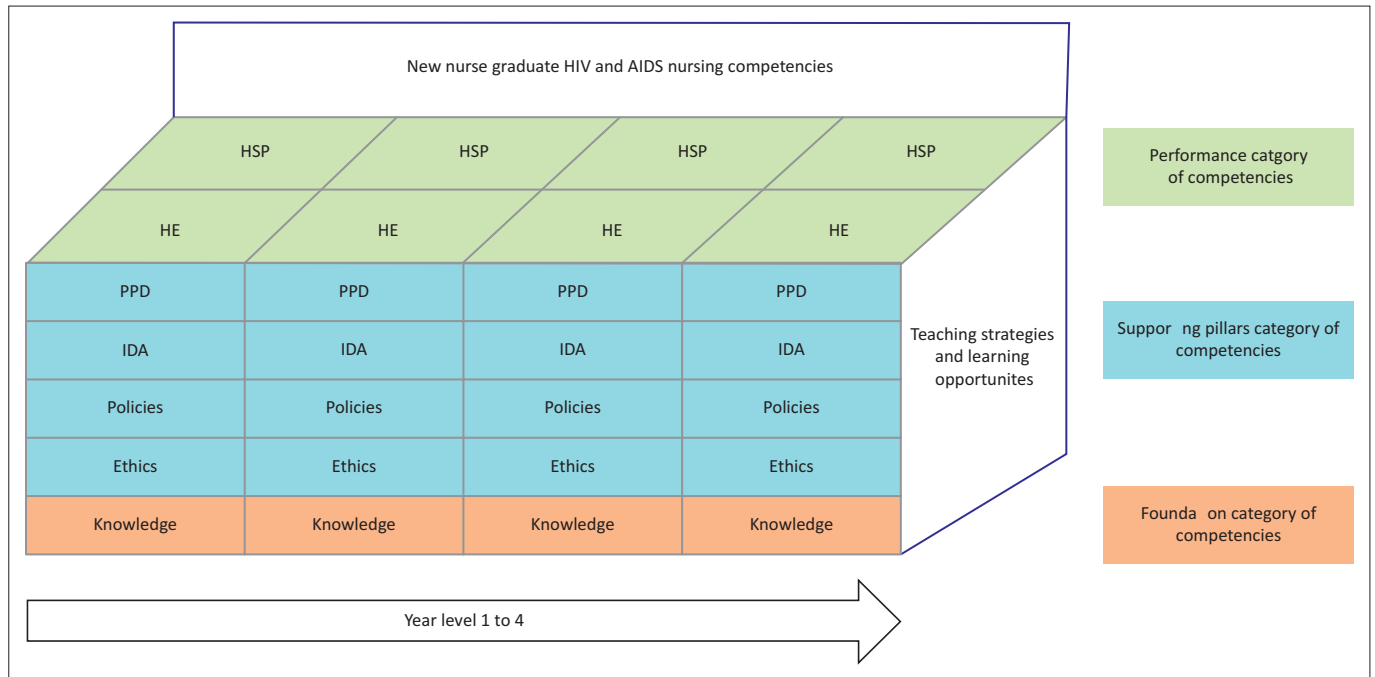 New nurse graduate HIV and AIDS nursing competencies
HSP HSP HSP HSP
HE HE HE HE
PPD PPD PPD PPD
IDA IDA IDA IDA
Policies Policies Policies Policies
Ethics Ethics Ethics Ethics
Knowledge Knowledge Knowledge Knowledge
Teaching strategies
and learning
opportunites
Year level 1 to 4
Performance catgory
of competencies
Suppor ng pillars category of
competencies
Founda on category of
competencies